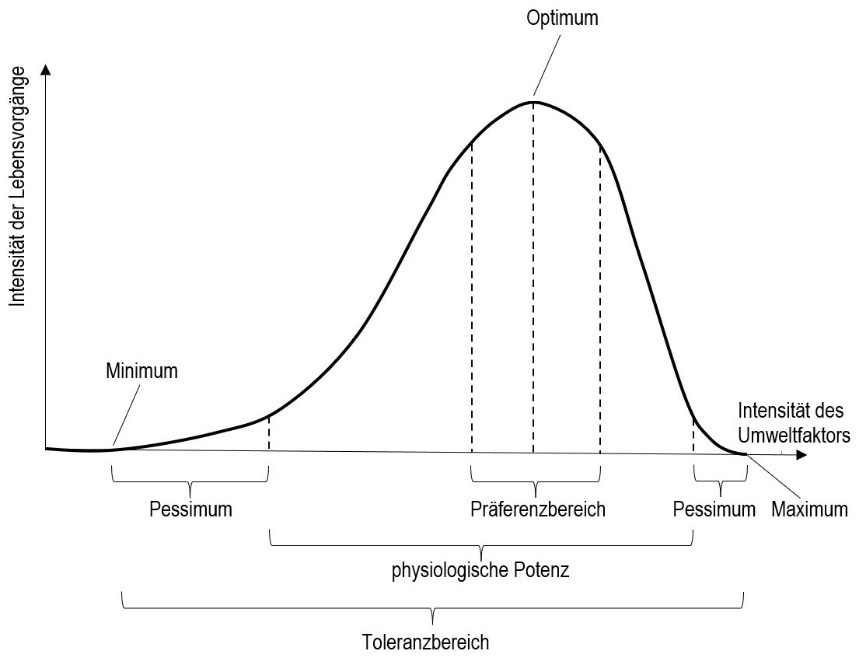 Optimum
Intensität der Lebensvorgänge
Minimum
Intensität des
Umweltfaktors
Pessimum
Präferenzbereich
Pessimum
Maximum
physiologische Potenz
Toleranzbereich